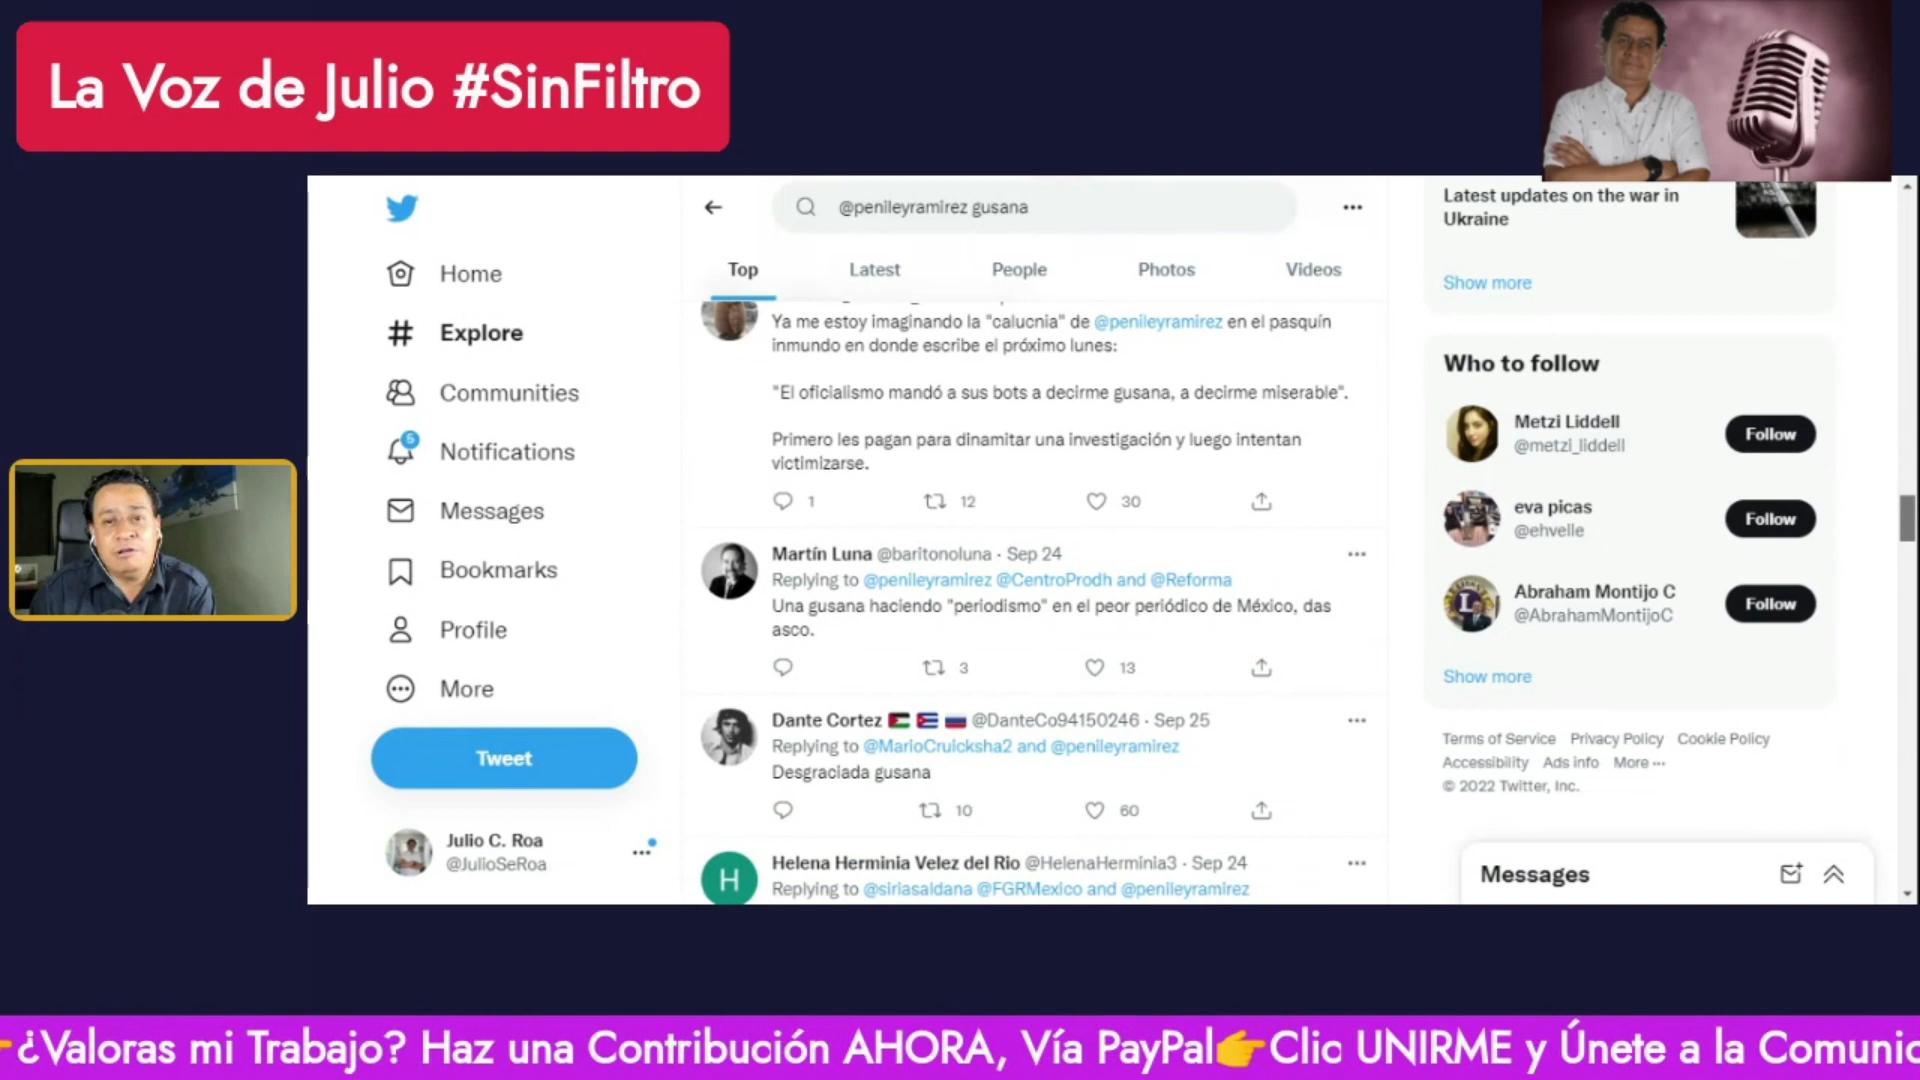 La Voz de Julio #SinFiltro
@penileyramirez gusana
Top
Latest
People
Photos
Videos
Home
Explore
Communities
5
Notifications
Messages
Bookmarks
Profile
More
Tweet
Julio C. Roa
@JulioSeRoa
Ya me estoy imaginando la "calucnia" de @penileyramirez en el pasquín
inmundo en donde escribe el próximo lunes:
"El oficialismo mandó a sus bots a decirme gusana, a decirme miserable".
Primero les pagan para dinamitar una investigación y luego intentan
victimizarse.
1 12 30
Martín Luna @baritonoluna · Sep 24
Replying to @penileyramirez @CentroProdh and @Reforma
Una gusana haciendo "periodismo" en el peor periódico de México, das
asco.
3 13
Dante Cortez @DanteCo94150246 · Sep 25
Replying to @MarioCruicksha2 and @penileyramirez
Desgraciada gusana
10 60
H
Helena Herminia Velez del Rio @HelenaHerminia3 · Sep 24
Replying to @siriasaldana @FGRMexico and @penileyramirez
Latest updates on the war in
Ukraine
Show more
Who to follow
Metzi Liddell
@metzi_liddell
Follow
eva picas
@ehvelle
Follow
Abraham Montijo C
@AbrahamMontijoC
Follow
Show more
Terms of Service Privacy Policy Cookie Policy
Accessibility Ads info More ···
© 2022 Twitter, Inc.
Messages
¿Valoras mi Trabajo? Haz una Contribución AHORA, Vía PayPal👉Clic UNIRME y Únete a la Comunic